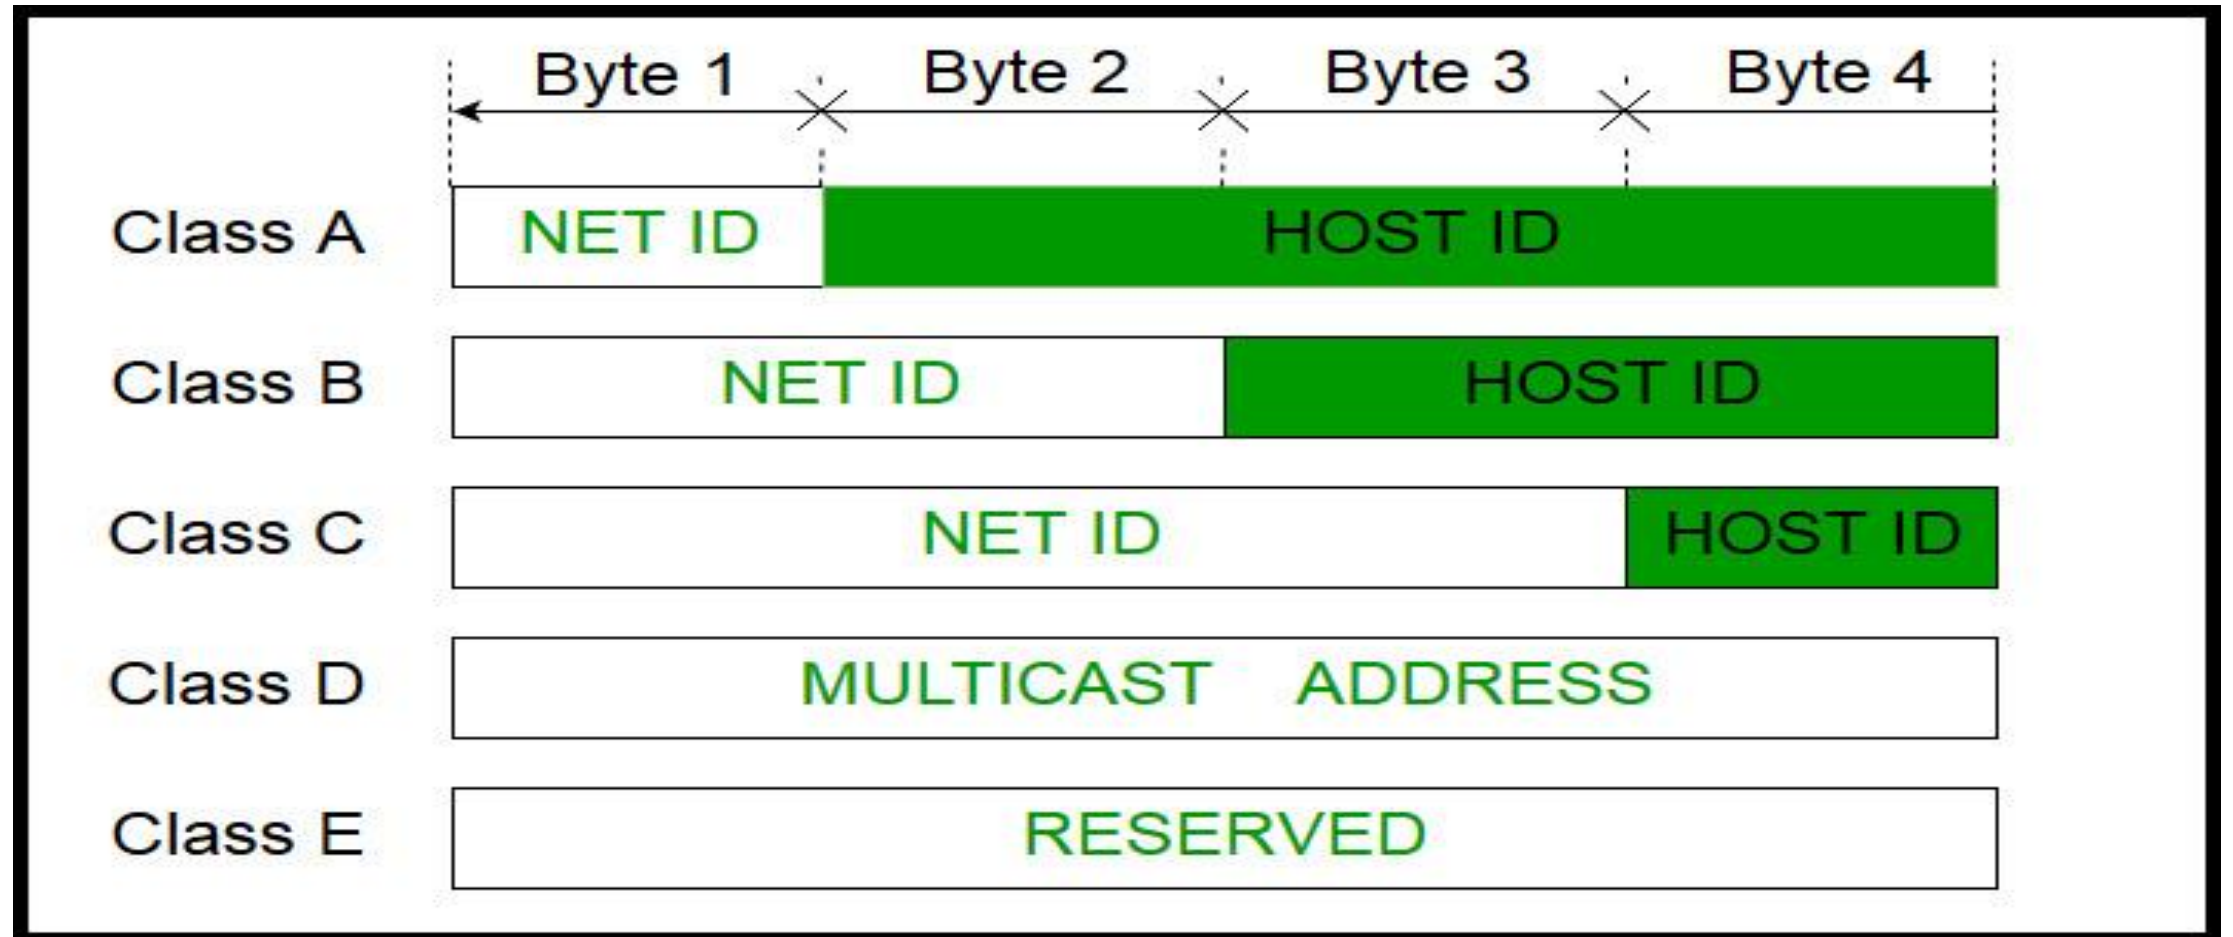 Byte 1 Byte 2 Byte 3 Byte 4
Class A NET ID HOST ID
Class B NET ID HOST ID
Class C NET ID HOST ID
Class D MULTICAST ADDRESS
Class E RESERVED